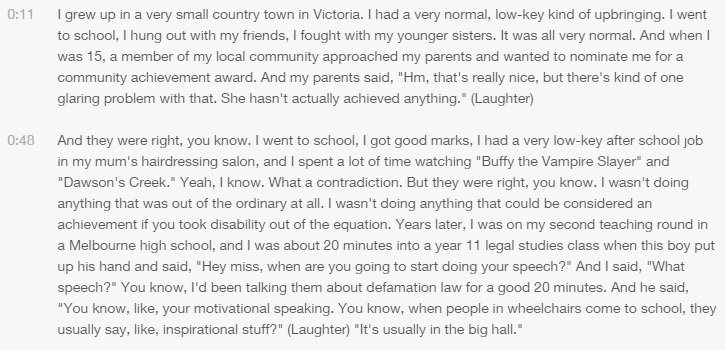 0:11
I grew up in a very small country town in Victoria. I had a very normal, low-key kind of upbringing. I went
to school, I hung out with my friends, I fought with my younger sisters. It was all very normal. And when I
was 15, a member of my local community approached my parents and wanted to nominate me for a
community achievement award. And my parents said, "Hm, that's really nice, but there's kind of one
glaring problem with that. She hasn't actually achieved anything." (Laughter)
0:48
And they were right, you know. I went to school, I got good marks, I had a very low-key after school job
in my mum's hairdressing salon, and I spent a lot of time watching "Buffy the Vampire Slayer" and
"Dawson's Creek." Yeah, I know. What a contradiction. But they were right, you know. I wasn't doing
anything that was out of the ordinary at all. I wasn't doing anything that could be considered an
achievement if you took disability out of the equation. Years later, I was on my second teaching round in
a Melbourne high school, and I was about 20 minutes into a year 11 legal studies class when this boy put
up his hand and said, "Hey miss, when are you going to start doing your speech?" And I said, "What
speech?" You know, I'd been talking them about defamation law for a good 20 minutes. And he said,
"You know, like, your motivational speaking. You know, when people in wheelchairs come to school, they
usually say, like, inspirational stuff?" (Laughter) "It's usually in the big hall."